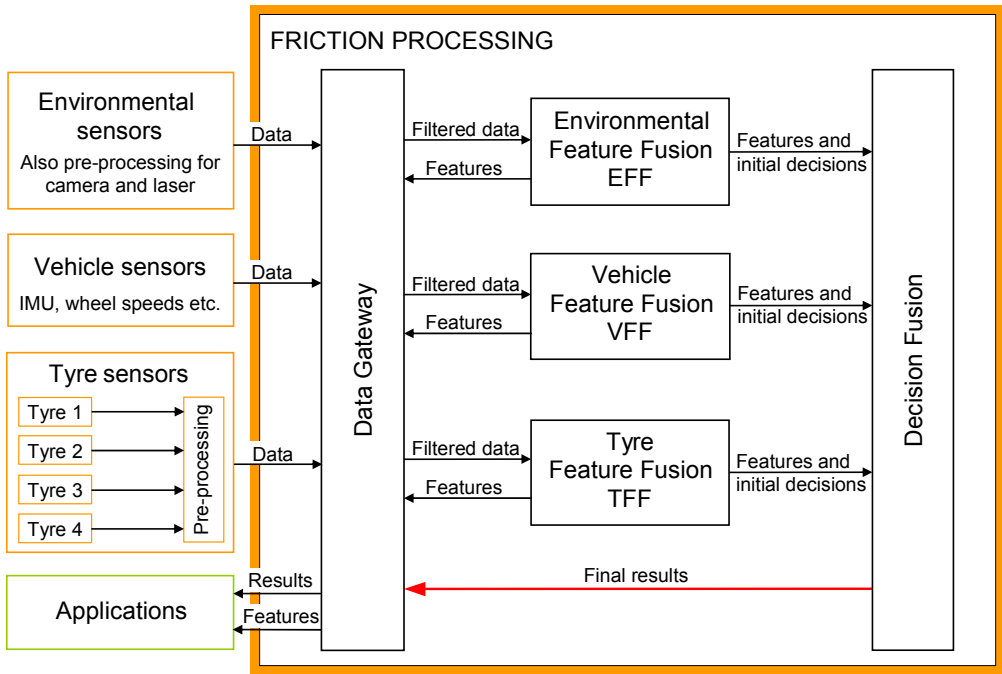 FRICTION PROCESSING
Environmental
sensors
Also pre-processing for
camera and laser
Data
Vehicle sensors
IMU, wheel speeds etc.
Data
Tyre sensors
Tyre 1
Tyre 2
Tyre 3
Tyre 4
Pre-processing
Data
Applications
Results
Features
Data Gateway
Filtered data
Features
Environmental
Feature Fusion
EFF
Features and
initial decisions
Filtered data
Features
Vehicle
Feature Fusion
VFF
Features and
initial decisions
Filtered data
Features
Tyre
Feature Fusion
TFF
Features and
initial decisions
Final results
Decision Fusion